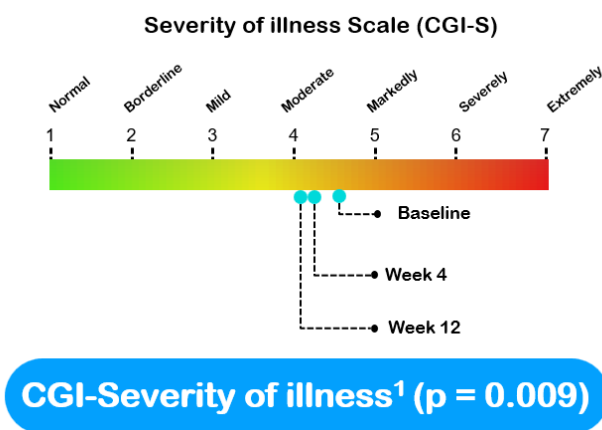 Severity of illness Scale (CGI-S)
Normal Borderline Mild Moderate Markedly Severely Extremely
1 2 3 4 5 6 7
Baseline
Week 4
Week 12
CGI-Severity of illness¹ (p = 0.009)